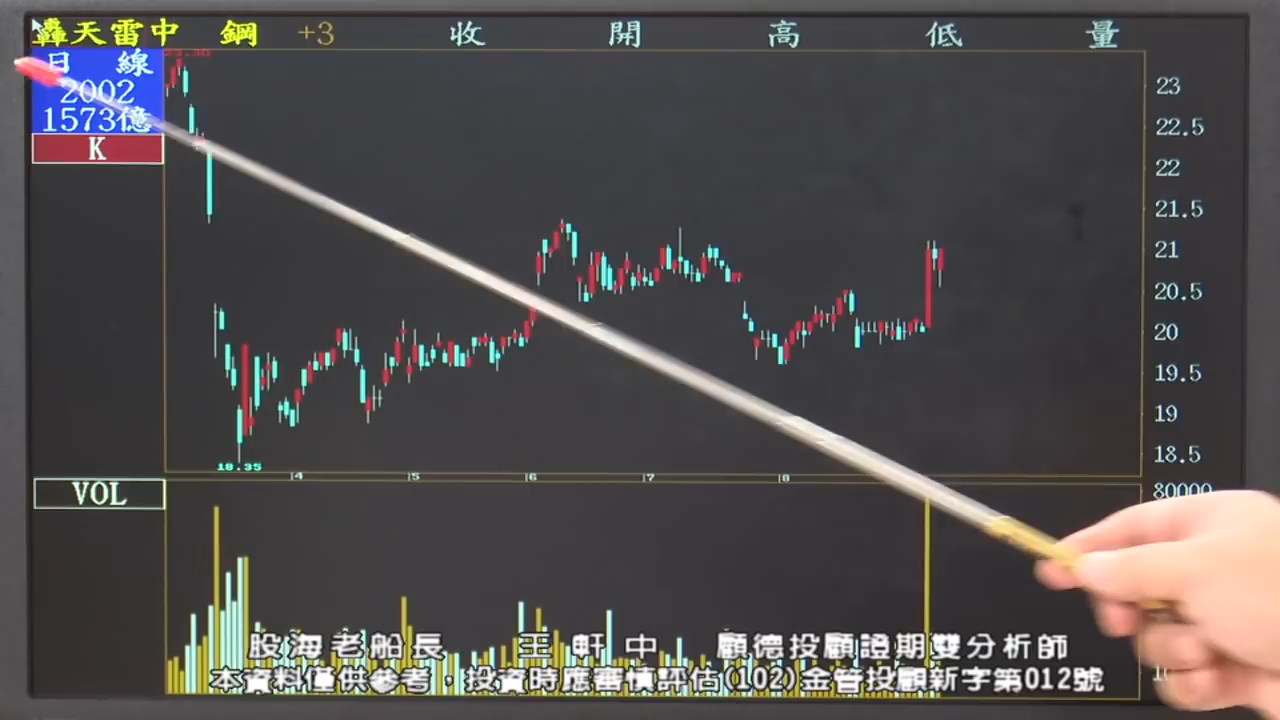 轟天雷中 鋼 +3 收 開 高 低 量
日 線
2002
1573億
K
23
22.5
22
21.5
21
20.5
20
19.5
19
18.5
18.35
4 5 6 7 8
VOL
80000
股海老船長 王軒中 顧德投顧證期雙分析師
本資料僅供參考，投資時應審慎評估(102)金管投顧新字第012號